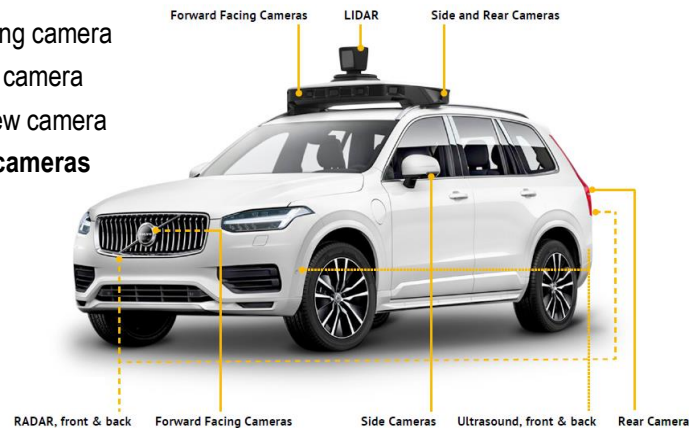 Forward Facing Cameras LIDAR Side and Rear Cameras
ng camera
camera
ew camera
cameras
RADAR, front & back Forward Facing Cameras Side Cameras Ultrasound, front & back Rear Camera